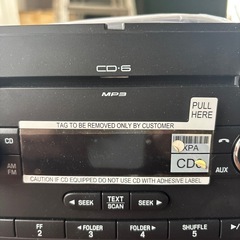 CD·6
MP3
PULL
HERE
TAG TO BE REMOVED ONLY BY CUSTOMER
XPA
CD
CD
AM
FM
AUX
CAUTION IF CD EQUIPPED DO NOT USE CD WITH ADHESIVE LABEL
SEEK
TEXT
SCAN
SEEK
FF
2
FOLDER
3
FOLDER
4
SHUFFLE
5
6